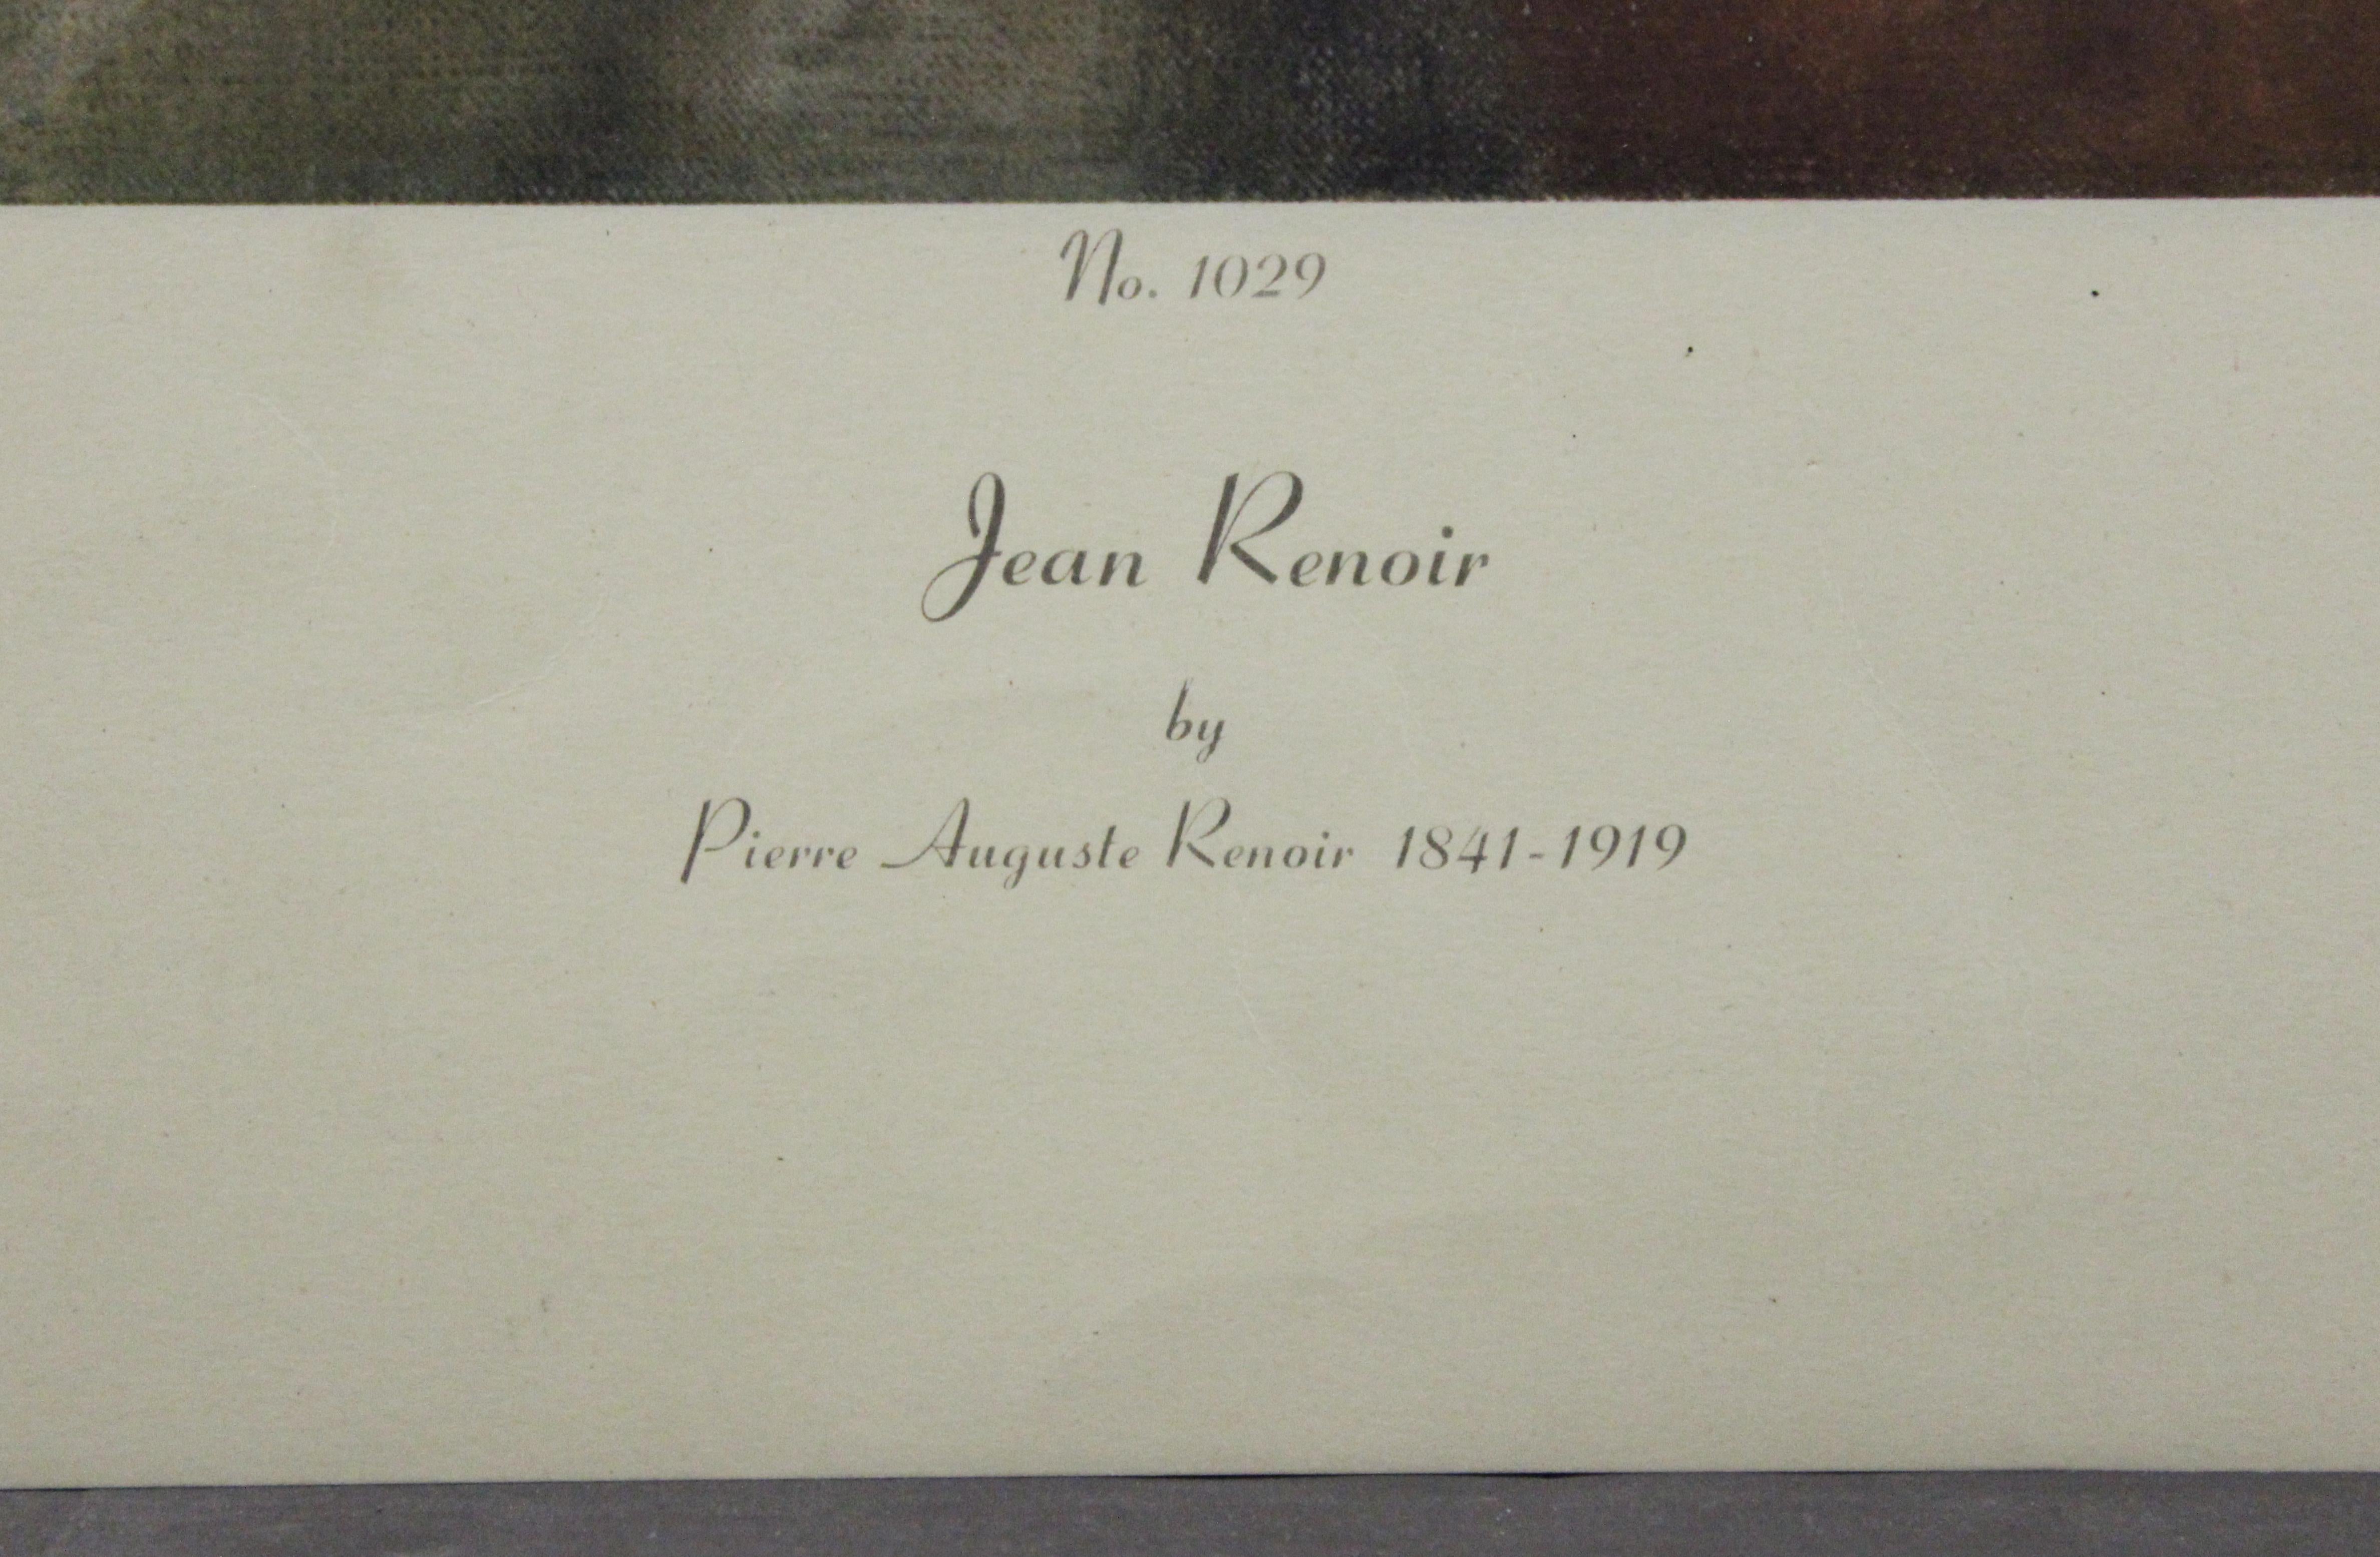 No. 1029
Jean Renoir
by
Pierre Auguste Renoir 1841-1919